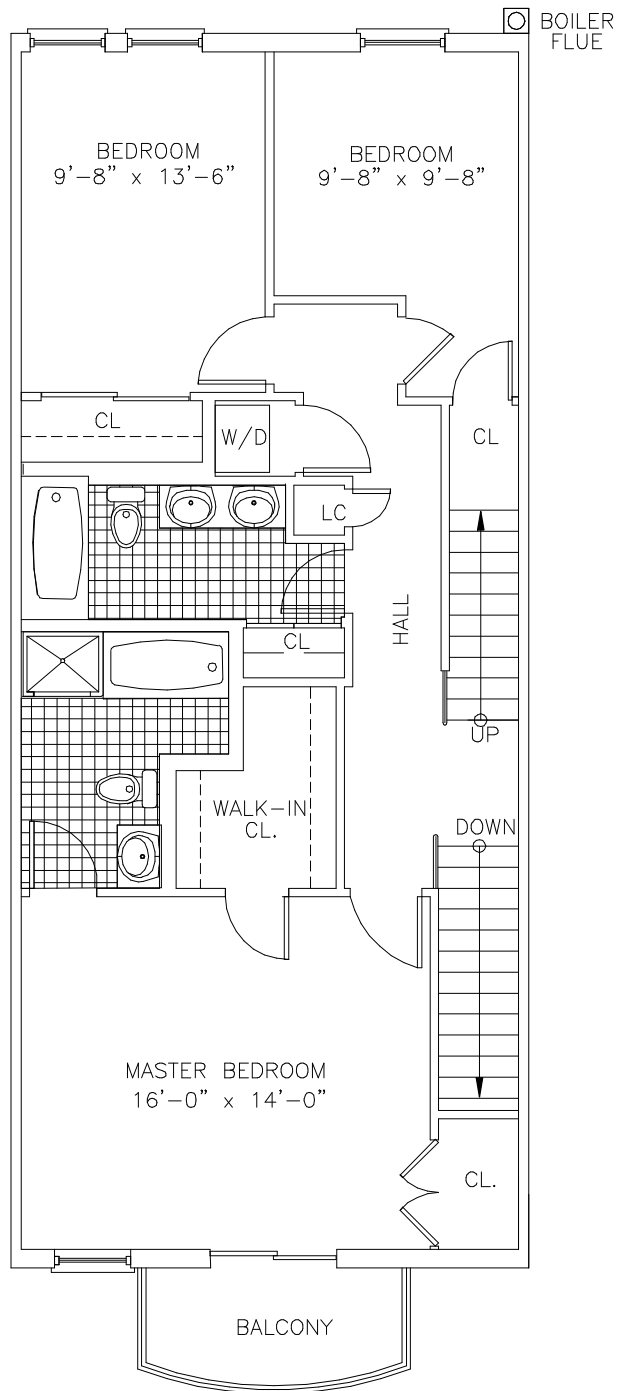 BOILER
FLUE
BEDROOM
9'-8" x 13'-6"
BEDROOM
9'-8" x 9'-8"
CL
W/D
CL
LC
HALL
CL
UP
WALK-IN
CL.
DOWN
MASTER BEDROOM
16'-0" x 14'-0"
CL.
BALCONY